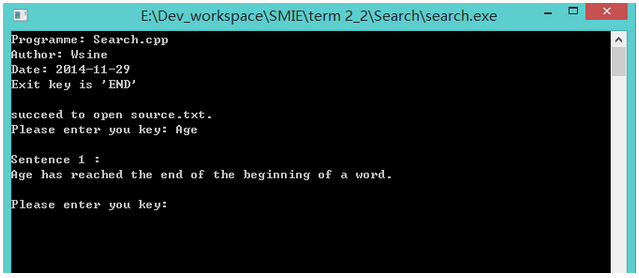 E:\Dev_workspace\SMIE\term 2_2\Search\search.exe
Programme: Search.cpp
Author: Wsine
Date: 2014-11-29
Exit key is 'END'
succeed to open source.txt.
Please enter you key: Age
Sentence 1 :
Age has reached the end of the beginning of a word.
Please enter you key: